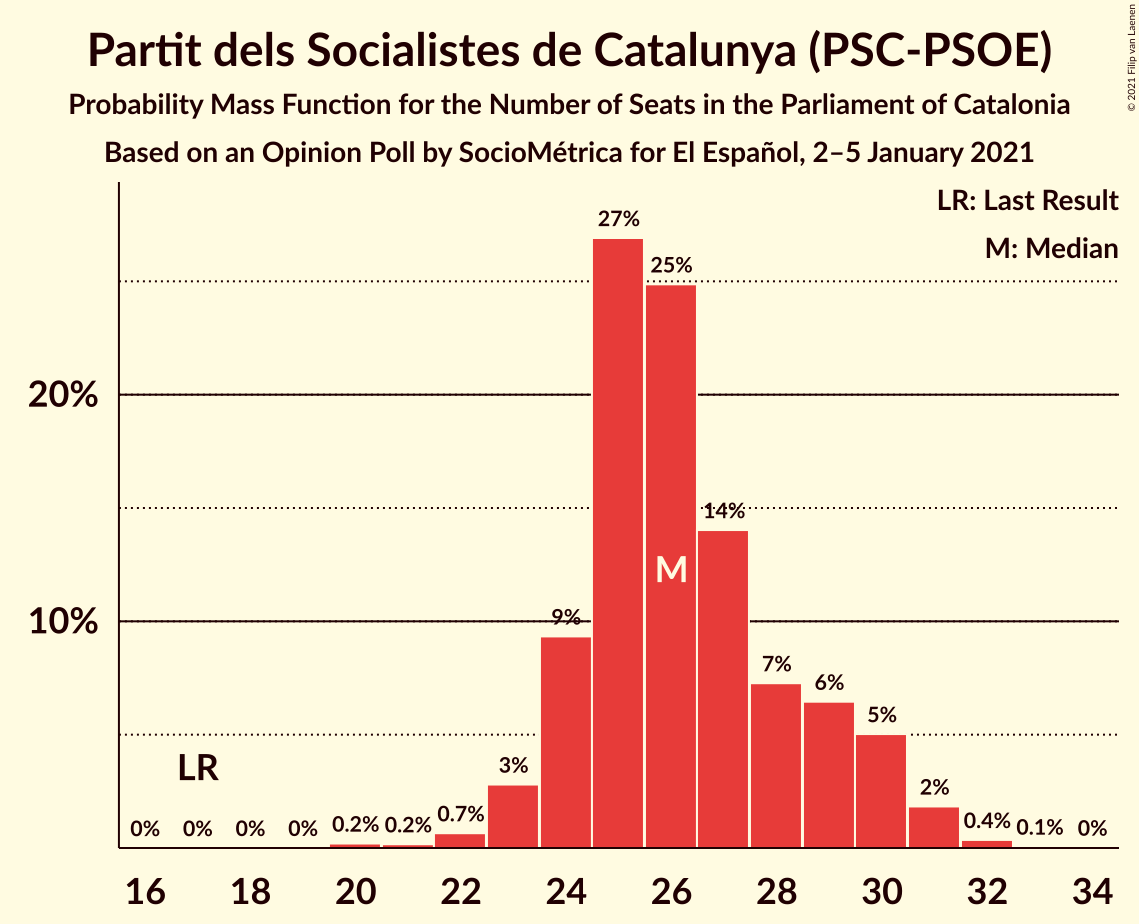 Partit dels Socialistes de Catalunya (PSC-PSOE)
Probability Mass Function for the Number of Seats in the Parliament of Catalonia
Based on an Opinion Poll by SocioMétrica for El Español, 2–5 January 2021
© 2021 Filip van Laenen
LR: Last Result
M: Median
27%
25%
20%
14%
M
10%
9%
7%
6%
5%
LR
3%
2%
0% 0% 0% 0% 0.2% 0.2% 0.7% 0.4% 0.1% 0%
16 18 20 22 24 26 28 30 32 34